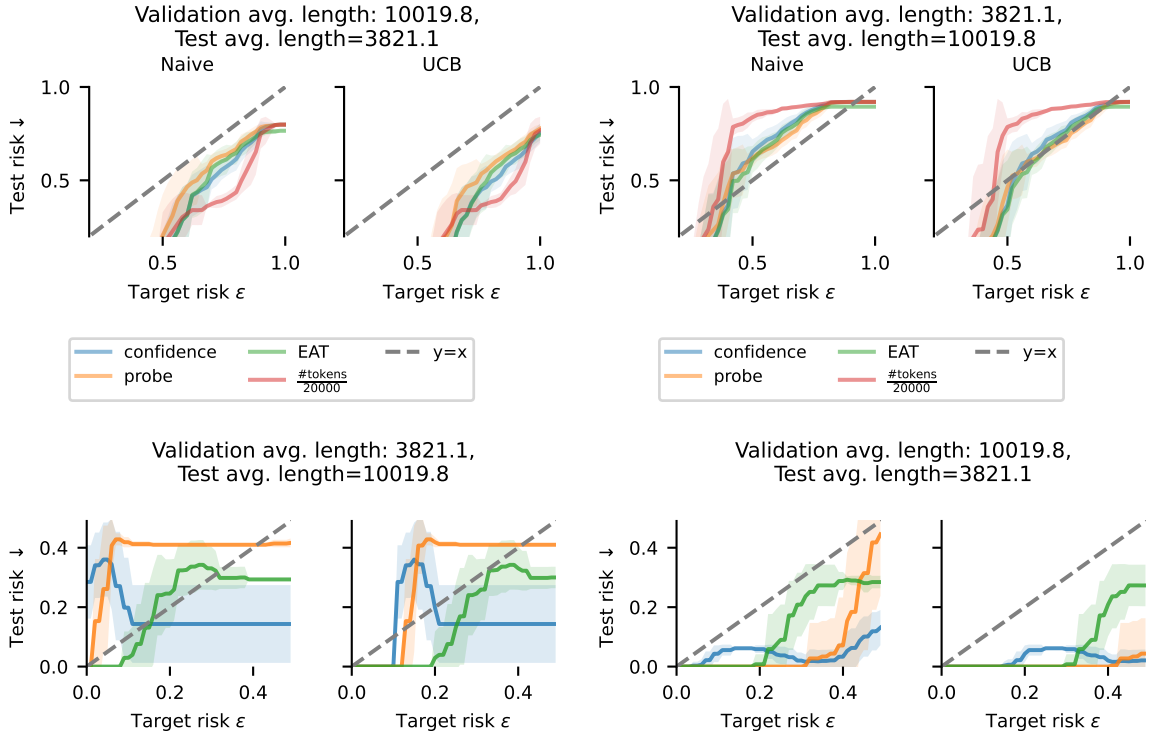 Validation avg. length: 10019.8,
Test avg. length=3821.1
Naive
UCB
1.0
0.5
Test risk ↓
0.5
1.0
0.5
1.0
Target risk ε
Target risk ε
Validation avg. length: 3821.1,
Test avg. length=10019.8
Naive
UCB
1.0
0.5
Test risk ↓
0.5
1.0
0.5
1.0
Target risk ε
Target risk ε
confidence
EAT
y=x
probe
#tokens
20000
confidence
EAT
y=x
probe
#tokens
20000
Validation avg. length: 3821.1,
Test avg. length=10019.8
0.4
0.2
0.0
Test risk ↓
0.0
0.2
0.4
0.0
0.2
0.4
Target risk ε
Target risk ε
Validation avg. length: 10019.8,
Test avg. length=3821.1
0.4
0.2
0.0
Test risk ↓
0.0
0.2
0.4
0.0
0.2
0.4
Target risk ε
Target risk ε